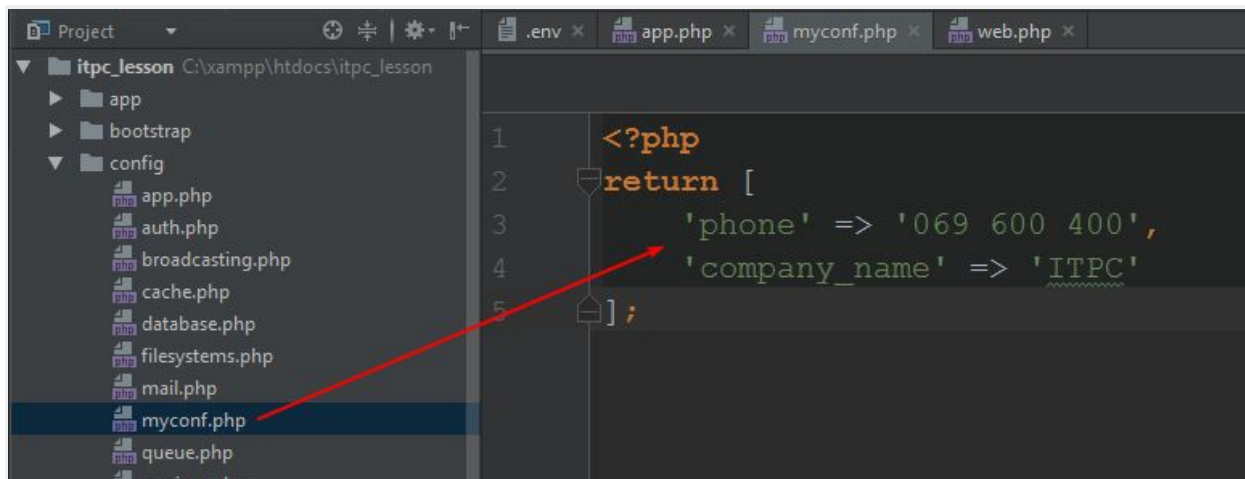 Project
itpc_lesson C:\xampp\htdocs\itpc_lesson
app
bootstrap
config
app.php
auth.php
broadcasting.php
cache.php
database.php
filesystems.php
mail.php
myconf.php
queue.php
.env
app.php
myconf.php
web.php
1 <?php
2 return [
3 'phone' => '069 600 400',
4 'company_name' => 'ITPC'
5 ];